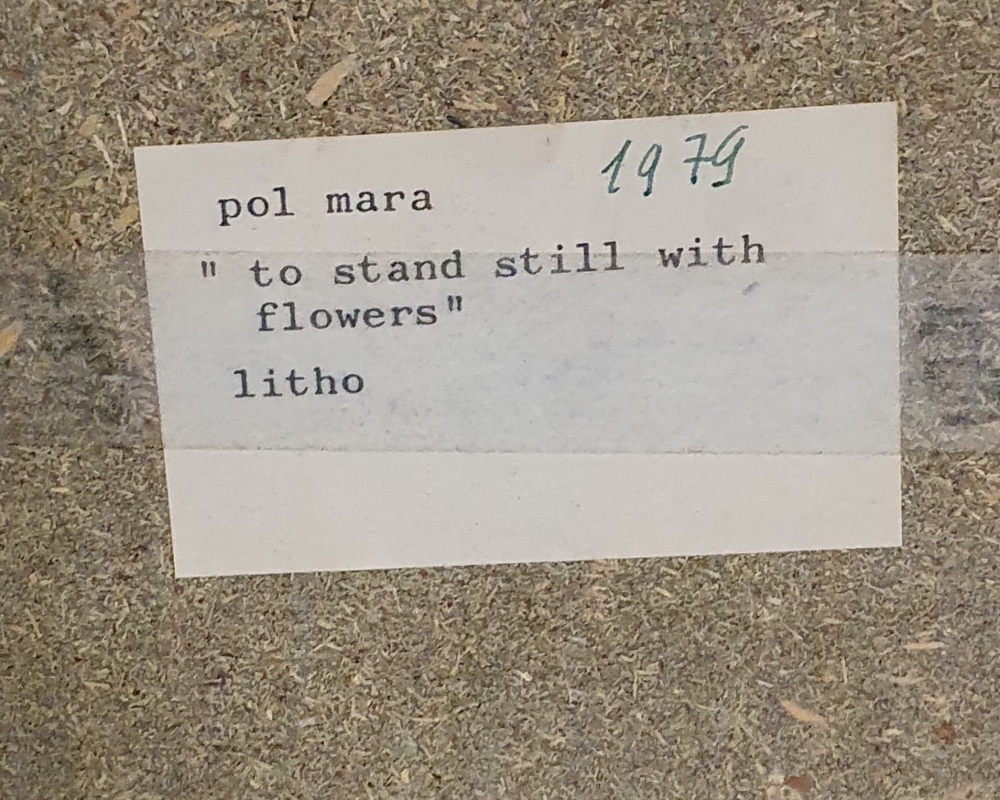 1979
pol mara
" to stand still with
flowers"
litho